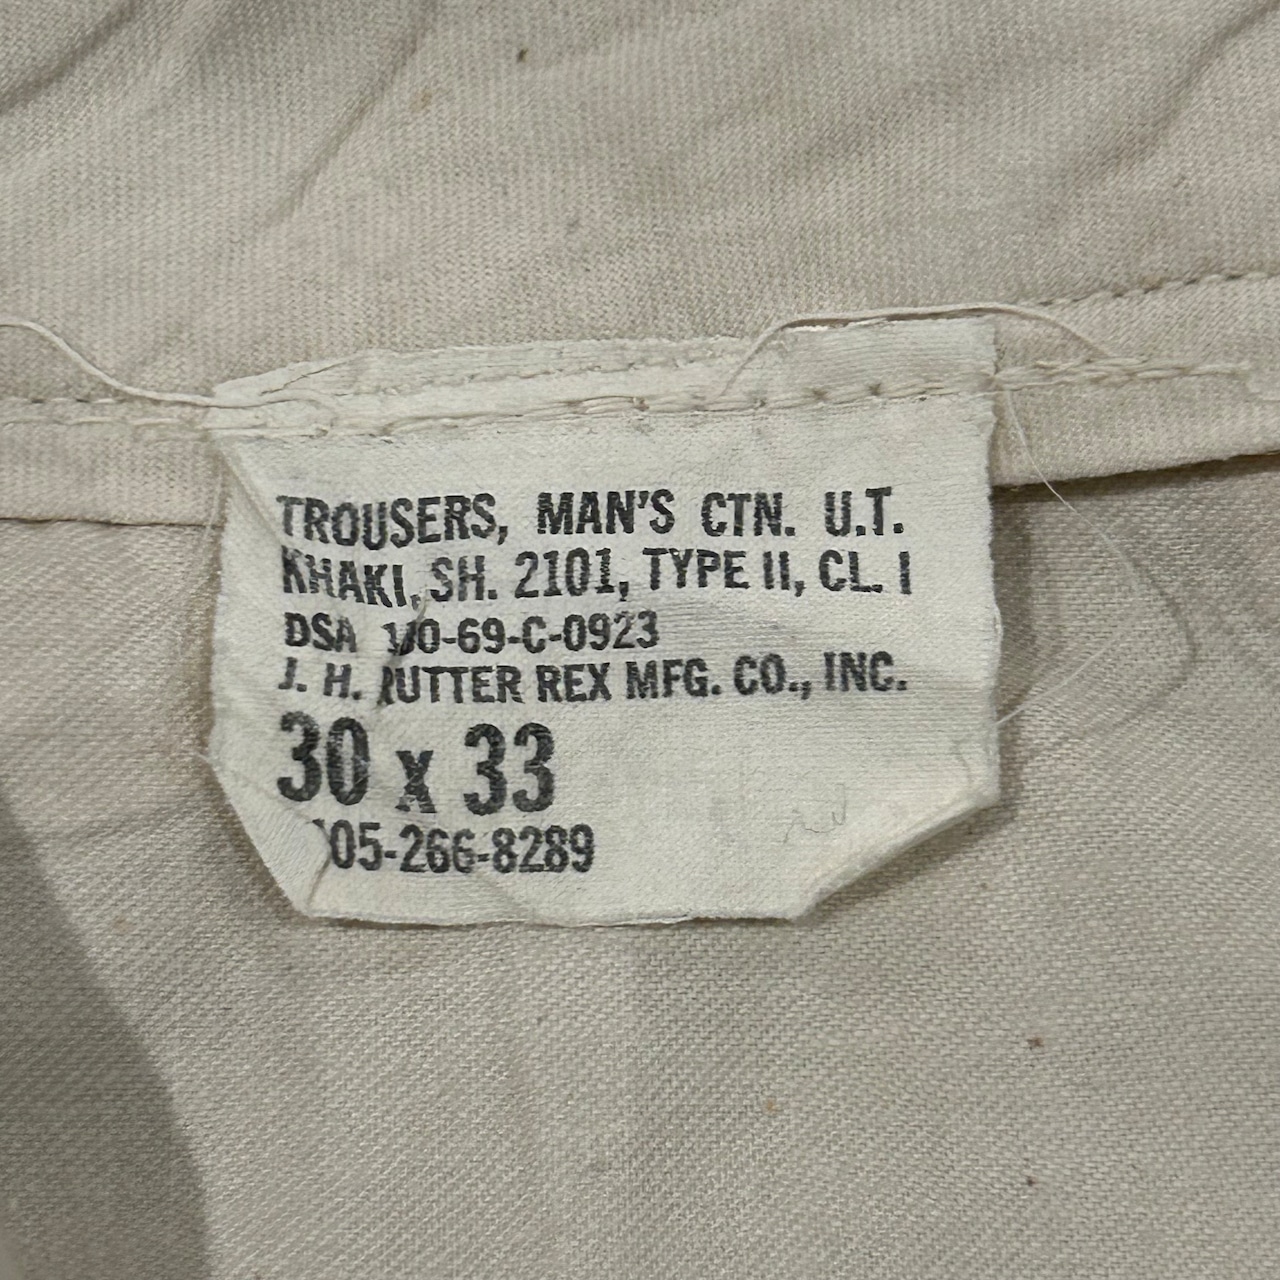 TROUSERS, MAN'S CTN. U.T.
KHAKI, SH. 2101, TYPE II, CL. I
DSA 100-69-C-0923
J. H. RUTTER REX MFG. CO., INC.
30 x 33
405-266-8289